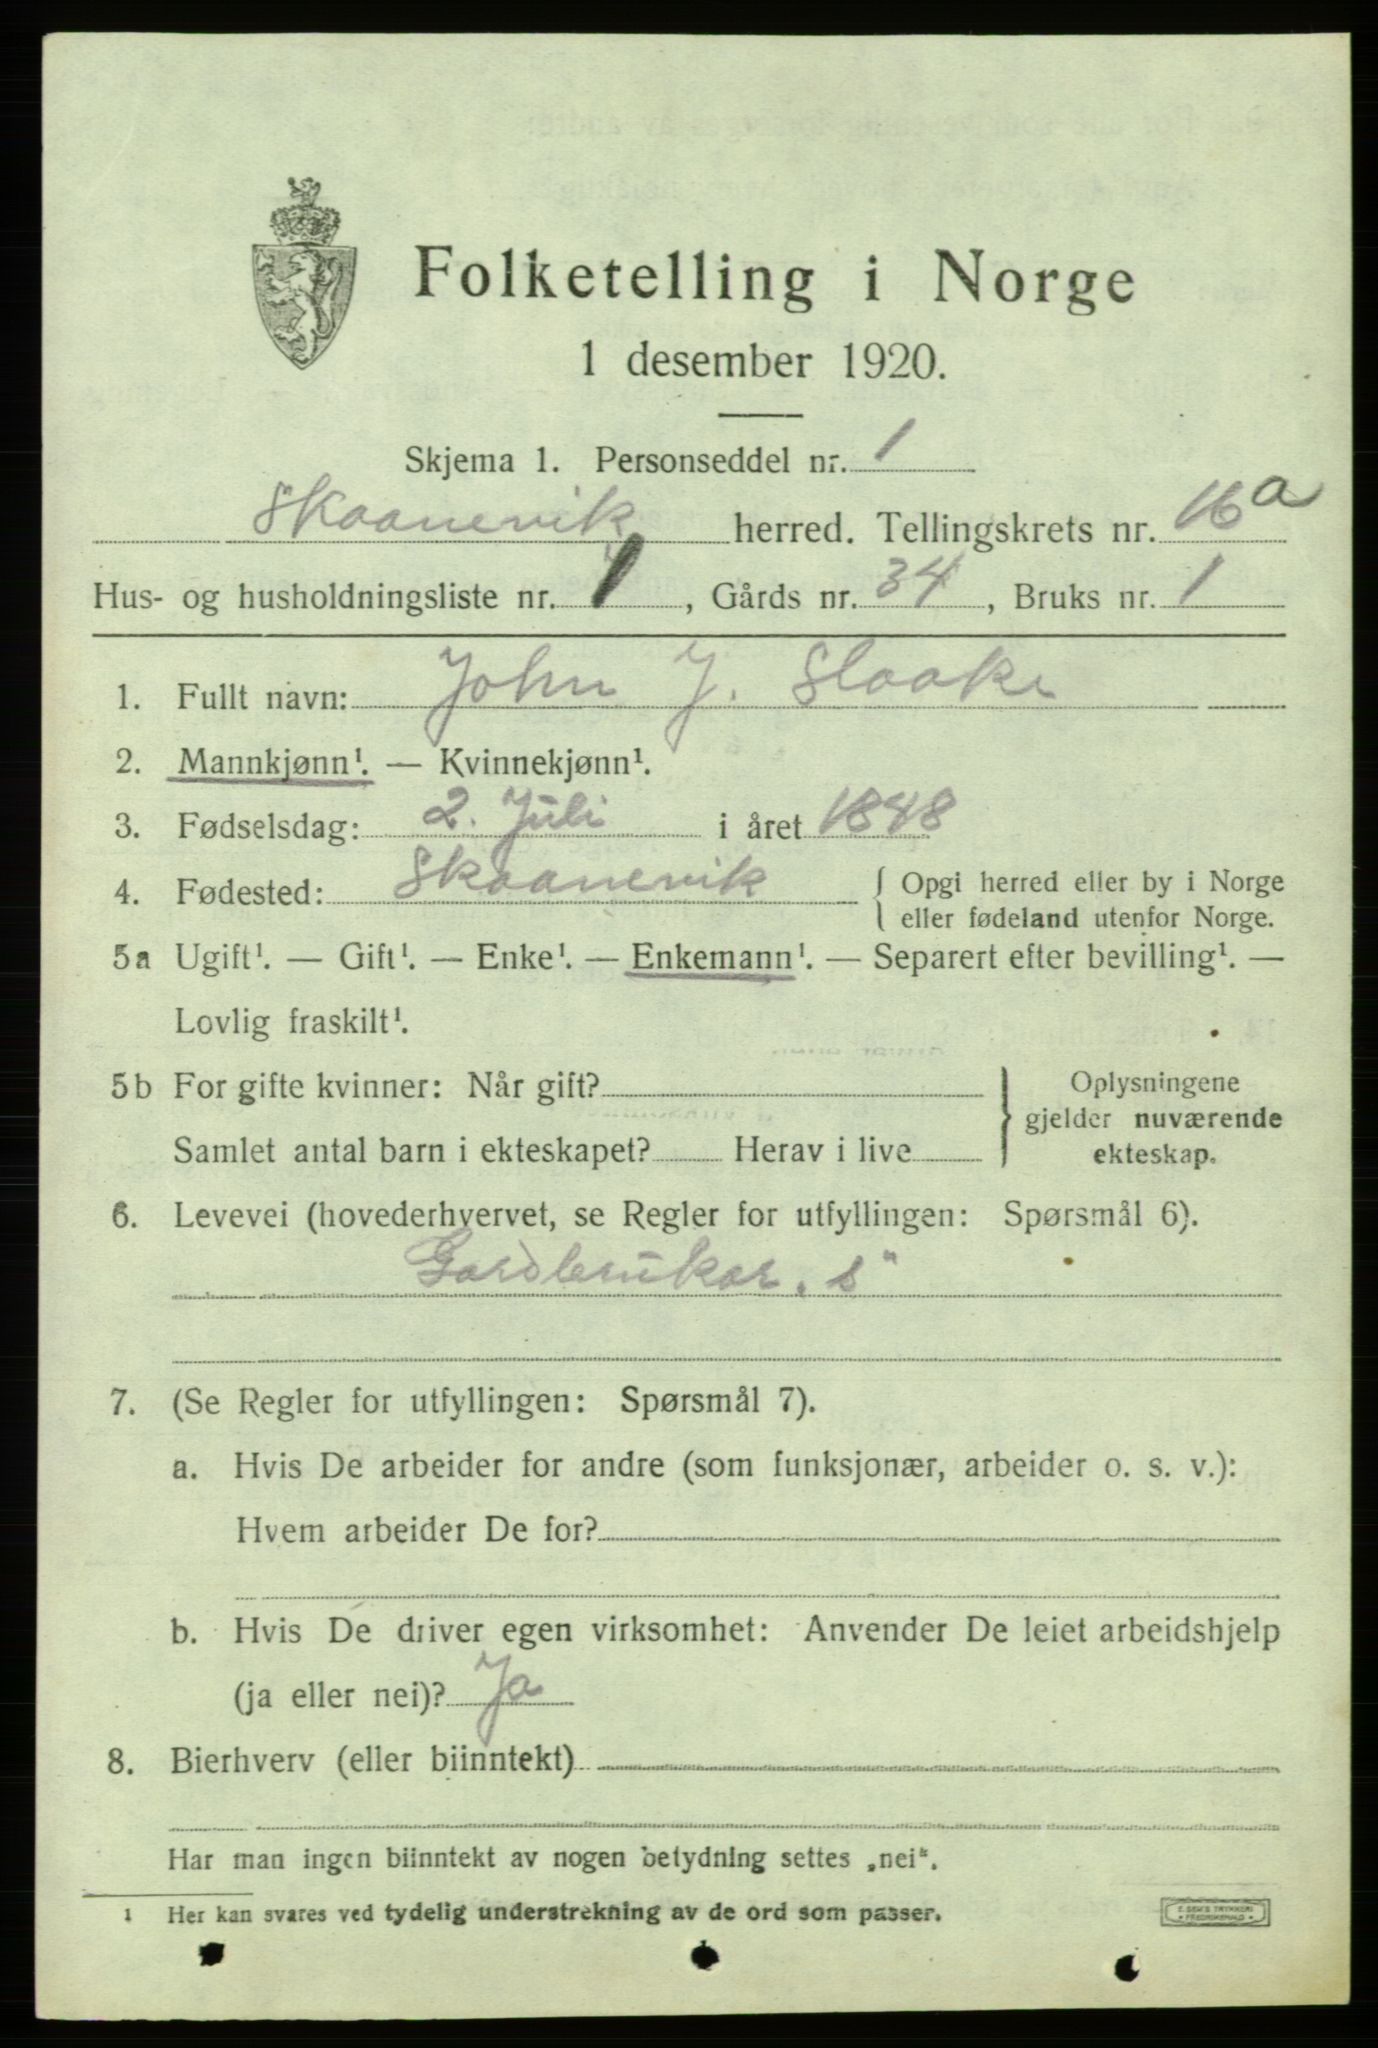 Folketelling i Norge
1 desember 1920.
Skjema 1. Personseddel nr. 1
Skaanevik herred. Tellingskrets nr. 16a
Hus- og husholdningsliste nr. 1, Gårds nr. 34, Bruks nr. 1
1. Fullt navn: John J. Slaake
2. Mannkjønn¹. — Kvinnekjønn¹.
3. Fødselsdag: 2. Juli i året 1848
4. Fødested: Skaanevik { Opgi herred eller by i Norge
eller fødeland utenfor Norge.
5a Ugift¹. — Gift¹. — Enke¹. — Enkemann¹. — Separert efter bevilling¹. —
Lovlig fraskilt¹.
5b For gifte kvinner: Når gift?
Samlet antal barn i ekteskapet? Herav i live
} Oplysningene
gjelder nuværende
ekteskap.
6. Levevei (hovederhvervet, se Regler for utfyllingen: Spørsmål 6).
Gardbrukar. s"
7. (Se Regler for utfyllingen: Spørsmål 7).
a. Hvis De arbeider for andre (som funksjonær, arbeider o. s. v.):
Hvem arbeider De for?
b. Hvis De driver egen virksomhet: Anvender De leiet arbeidshjelp
(ja eller nei)? Ja
8. Bierhverv (eller biinntekt)
Har man ingen biinntekt av nogen betydning settes „nei“.
1 Her kan svares ved tydelig understrekning av de ord som passer.
E. SEM'S TRYKKERI
• FREDRIKSHALD •